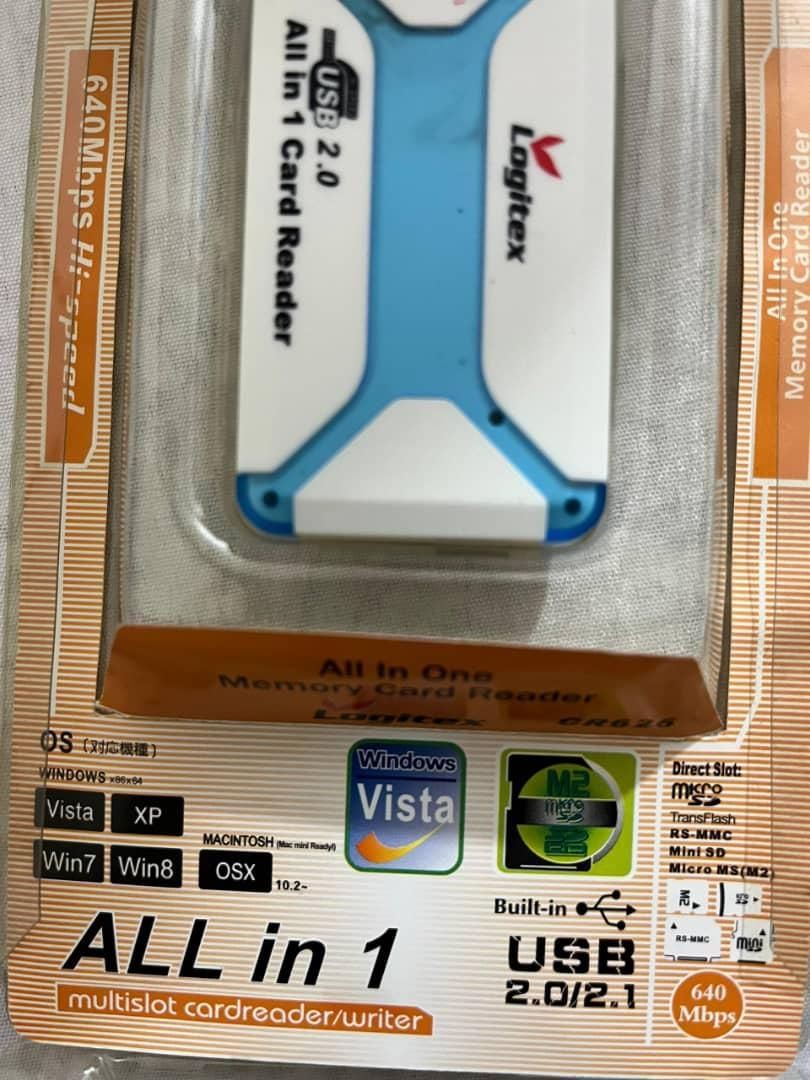 640Mbps Hi-speed
USB 2.0
All in 1 Card Reader
Logitex
All In One
Memory Card Reader
All In One
Memory Card Reader
Logitex CR625
OS (対応機種)
WINDOWS x86x64
Vista XP
Win7 Win8
MACINTOSH (Mac mini Ready!)
OSX 10.2~
Windows
Vista
M2
micro
Direct Slot:
micro SD
TransFlash
RS-MMC
Mini SD
Micro MS(M2)
M2
RS-MMC
mini
Built-in
USB
2.0/2.1
640
Mbps
ALL in 1
multislot cardreader/writer